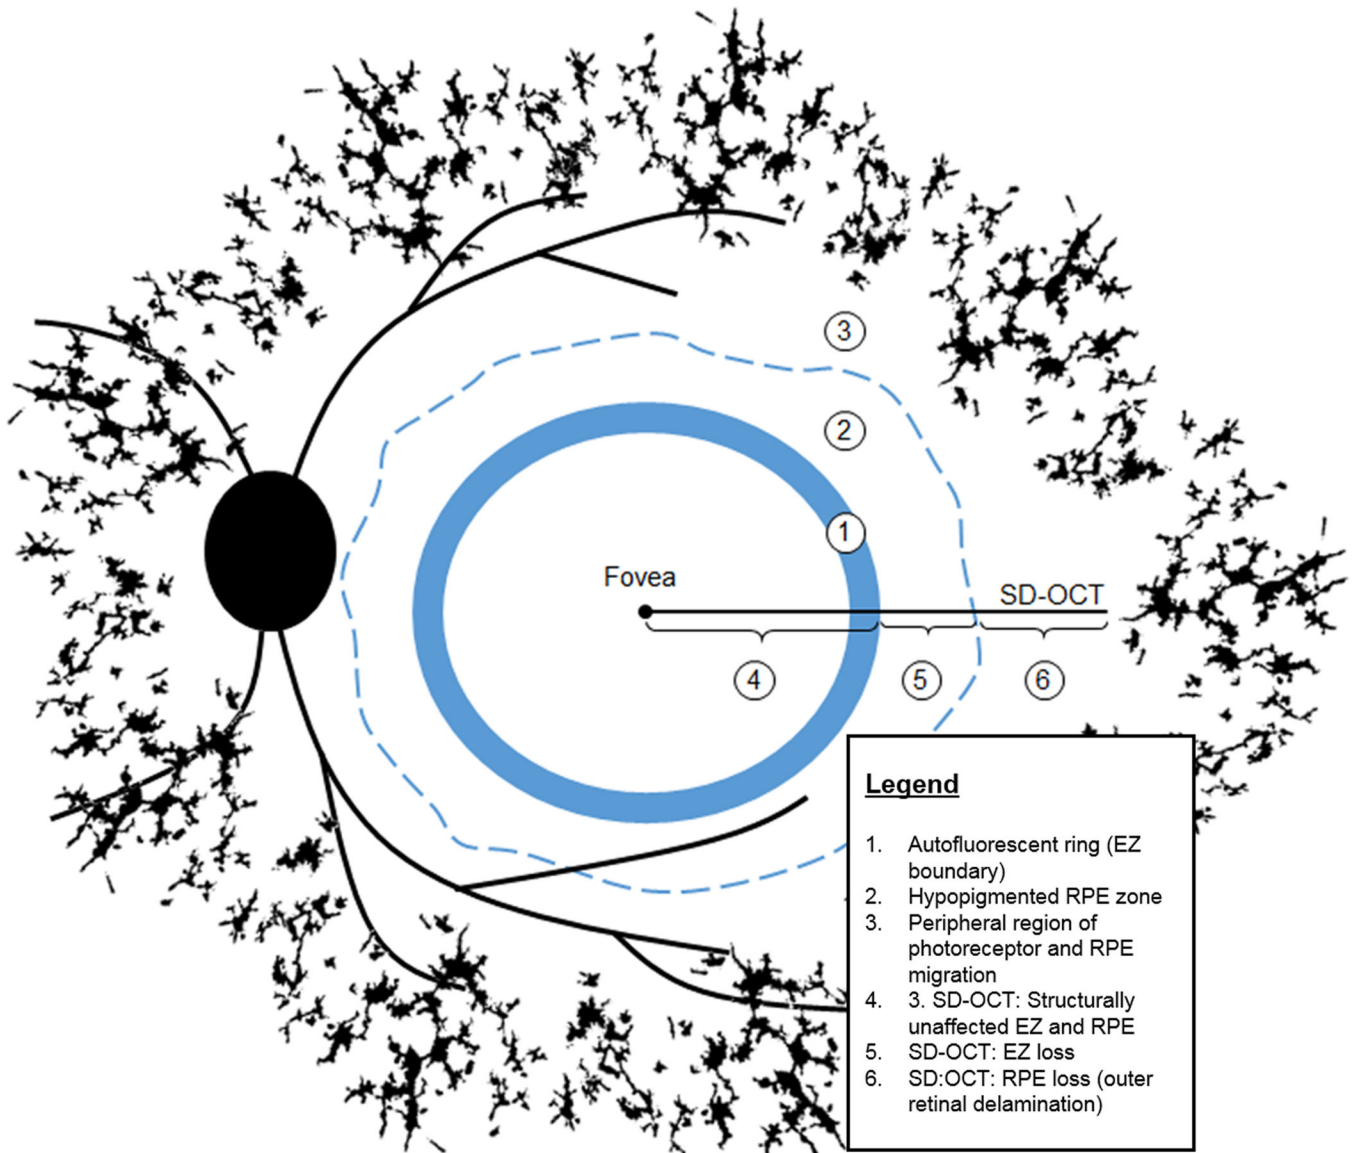 3
2
1
Fovea
SD-OCT
4
5
6
Legend
1. Autofluorescent ring (EZ
boundary)
2. Hypopigmented RPE zone
3. Peripheral region of
photoreceptor and RPE
migration
4. 3. SD-OCT: Structurally
unaffected EZ and RPE
5. SD-OCT: EZ loss
6. SD:OCT: RPE loss (outer
retinal delamination)